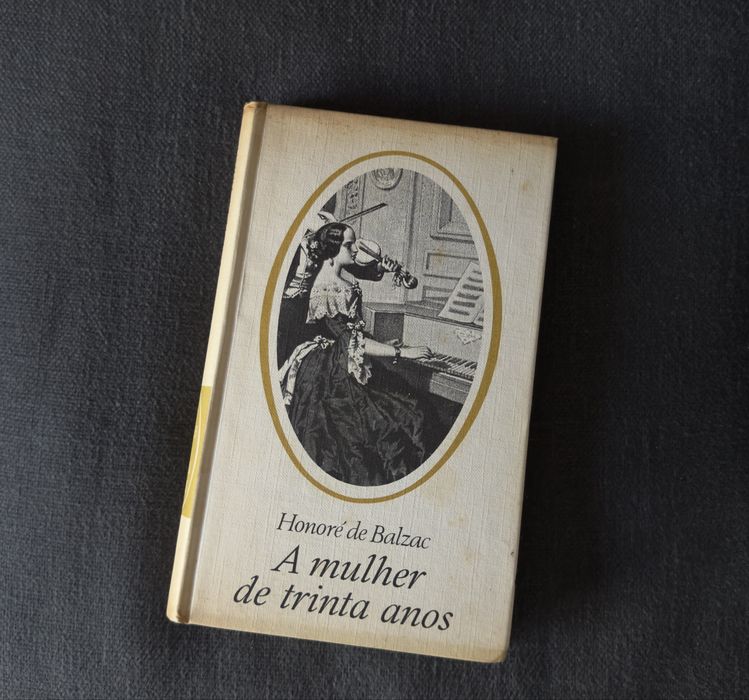 Honoré de Balzac
A mulher
de trinta anos